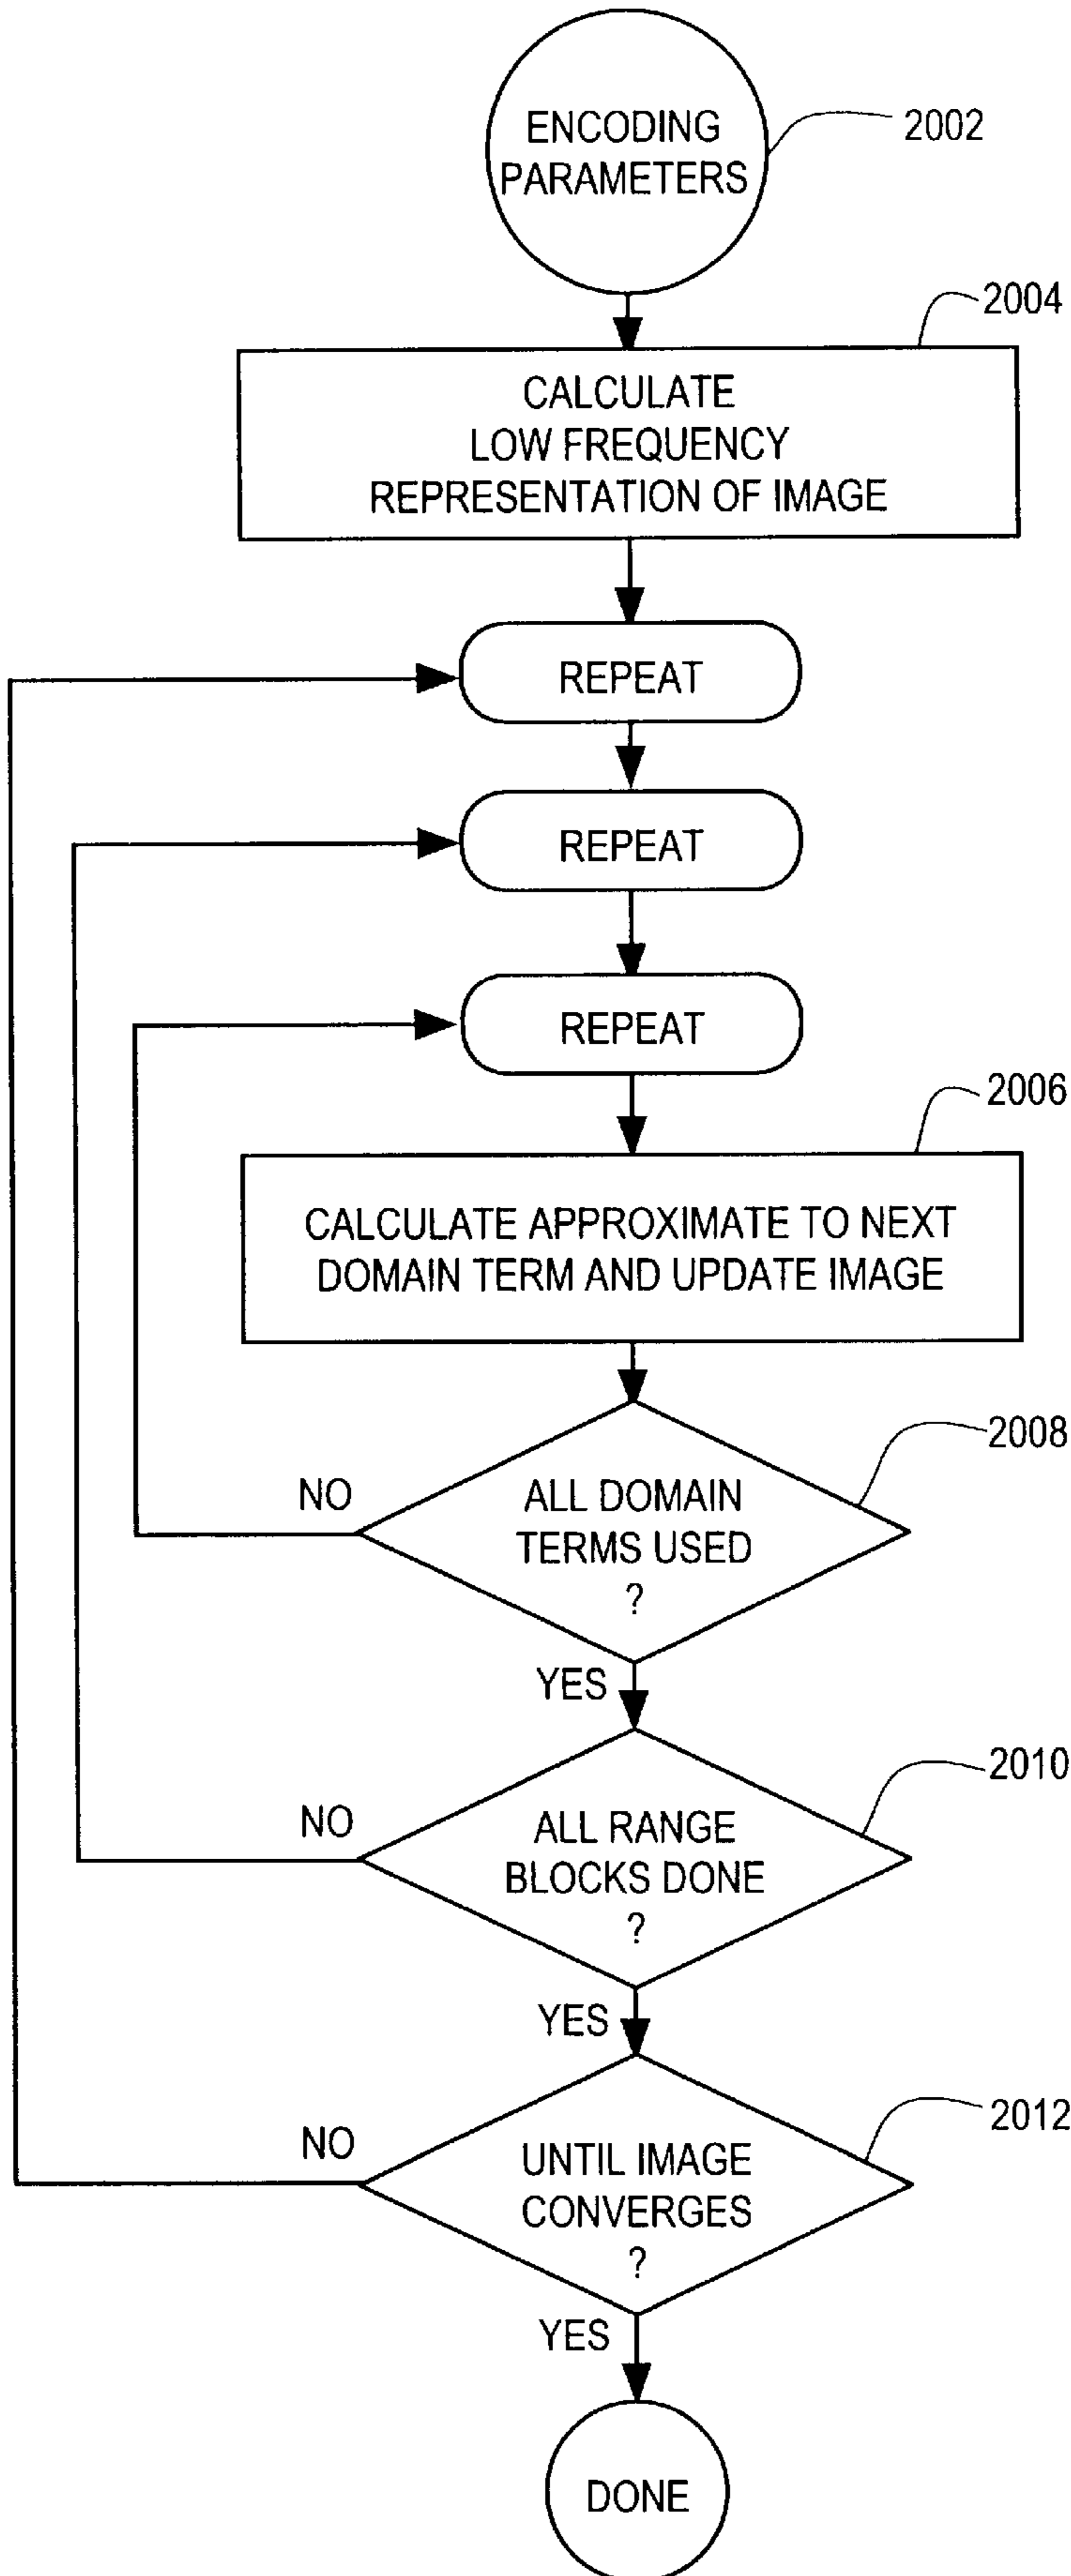 ENCODING
PARAMETERS
2002
2004
CALCULATE
LOW FREQUENCY
REPRESENTATION OF IMAGE
REPEAT
REPEAT
REPEAT
2006
CALCULATE APPROXIMATE TO NEXT
DOMAIN TERM AND UPDATE IMAGE
2008
NO
ALL DOMAIN
TERMS USED
?
YES
2010
NO
ALL RANGE
BLOCKS DONE
?
YES
2012
NO
UNTIL IMAGE
CONVERGES
?
YES
DONE